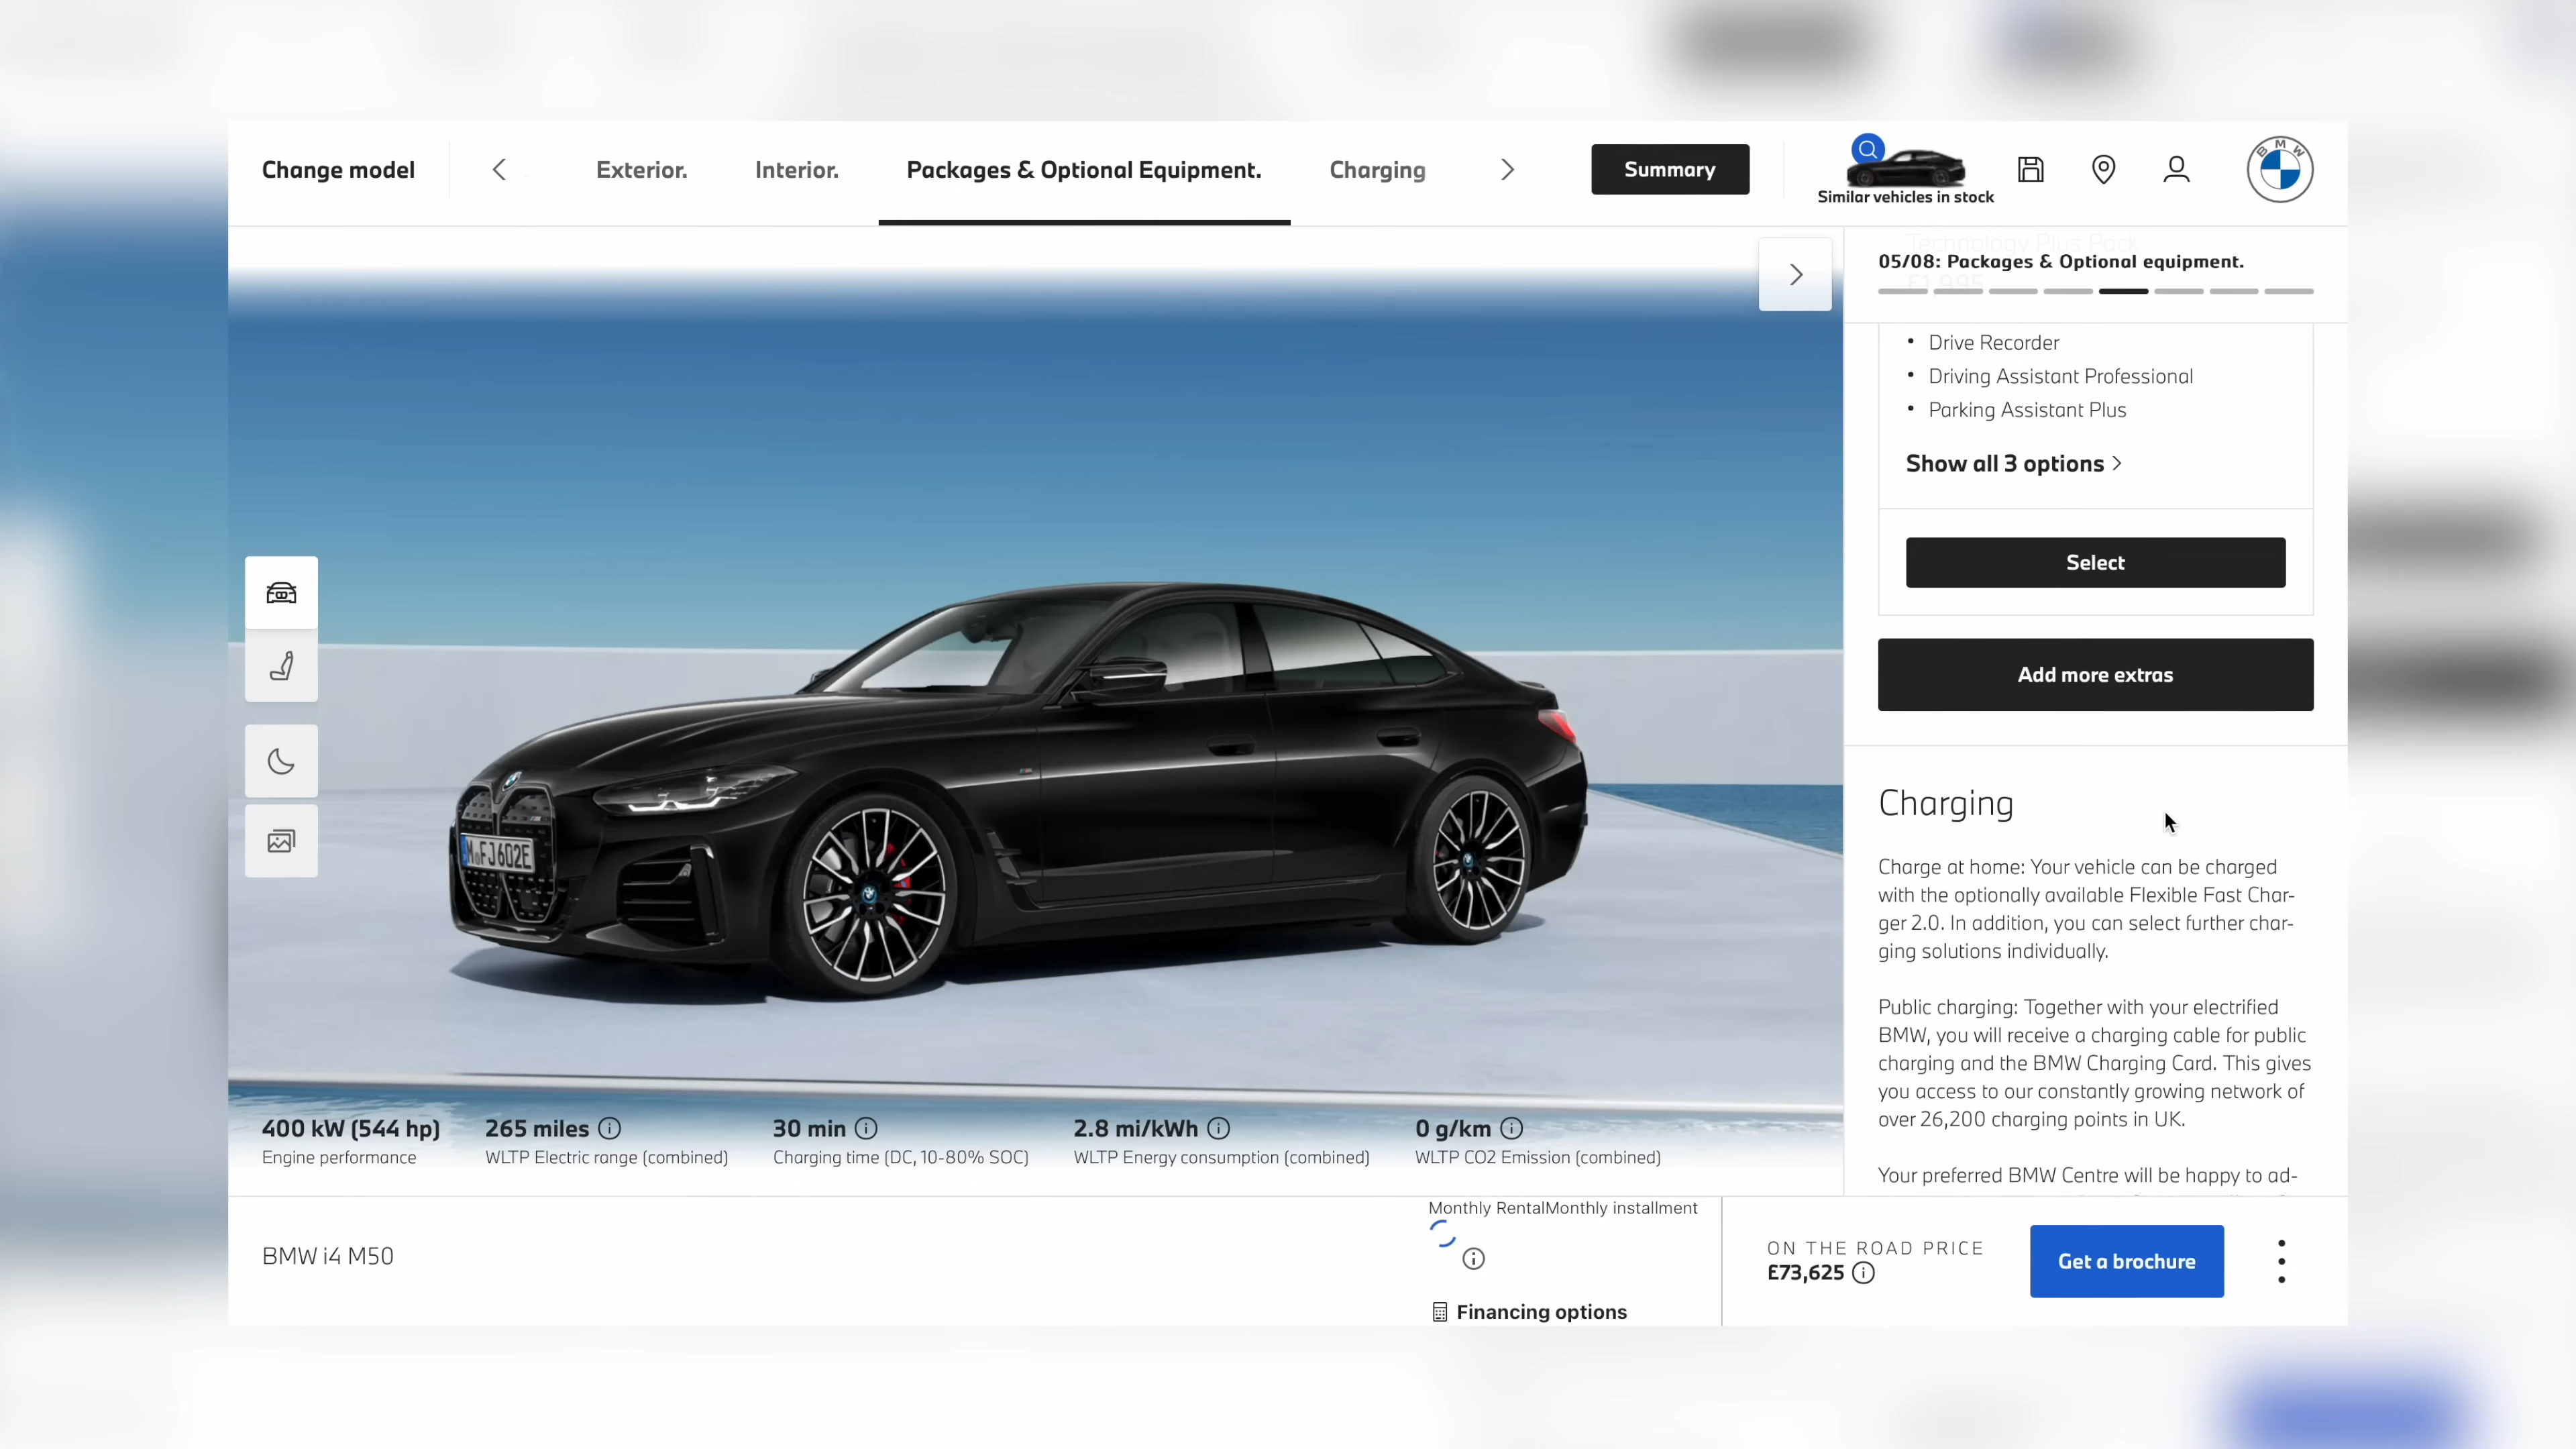 Change model
Exterior.
Interior.
Packages & Optional Equipment.
Charging
Summary
Similar vehicles in stock
BMW
Technology Plus Pack
£1,995
05/08: Packages & Optional equipment.
• Drive Recorder
• Driving Assistant Professional
• Parking Assistant Plus
Show all 3 options
Select
Add more extras
Charging
Charge at home: Your vehicle can be charged
with the optionally available Flexible Fast Char-
ger 2.0. In addition, you can select further char-
ging solutions individually.
Public charging: Together with your electrified
BMW, you will receive a charging cable for public
charging and the BMW Charging Card. This gives
you access to our constantly growing network of
over 26,200 charging points in UK.
Your preferred BMW Centre will be happy to ad-
M FJ602E
400 kW (544 hp)
Engine performance
265 miles
WLTP Electric range (combined)
30 min
Charging time (DC, 10-80% SOC)
2.8 mi/kWh
WLTP Energy consumption (combined)
0 g/km
WLTP CO2 Emission (combined)
BMW i4 M50
Monthly RentalMonthly installment
Financing options
ON THE ROAD PRICE
£73,625
Get a brochure